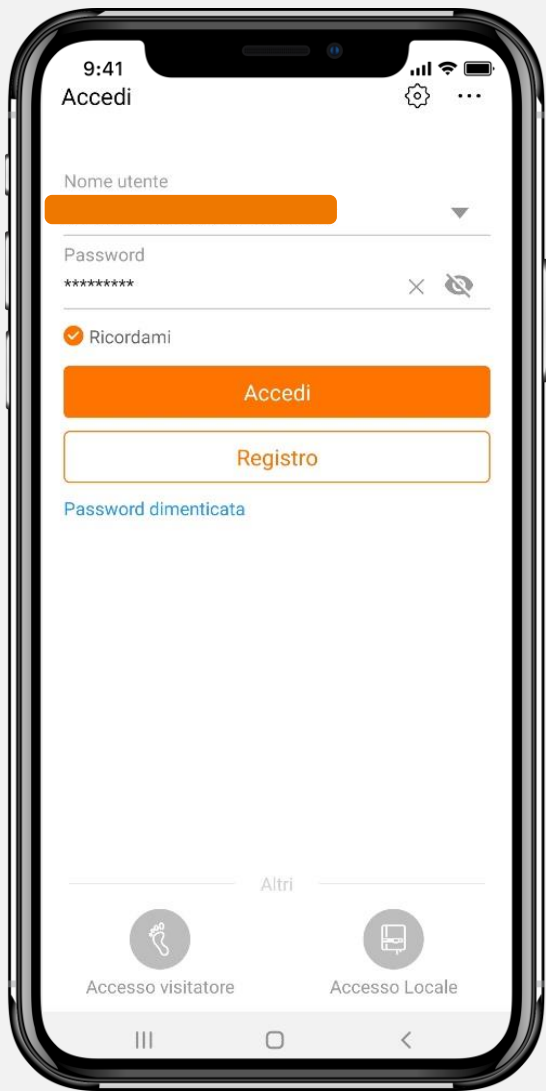 9:41
Accedi
Nome utente
Password
*********
Ricordami
Accedi
Registro
Password dimenticata
Altri
Accesso visitatore
Accesso Locale